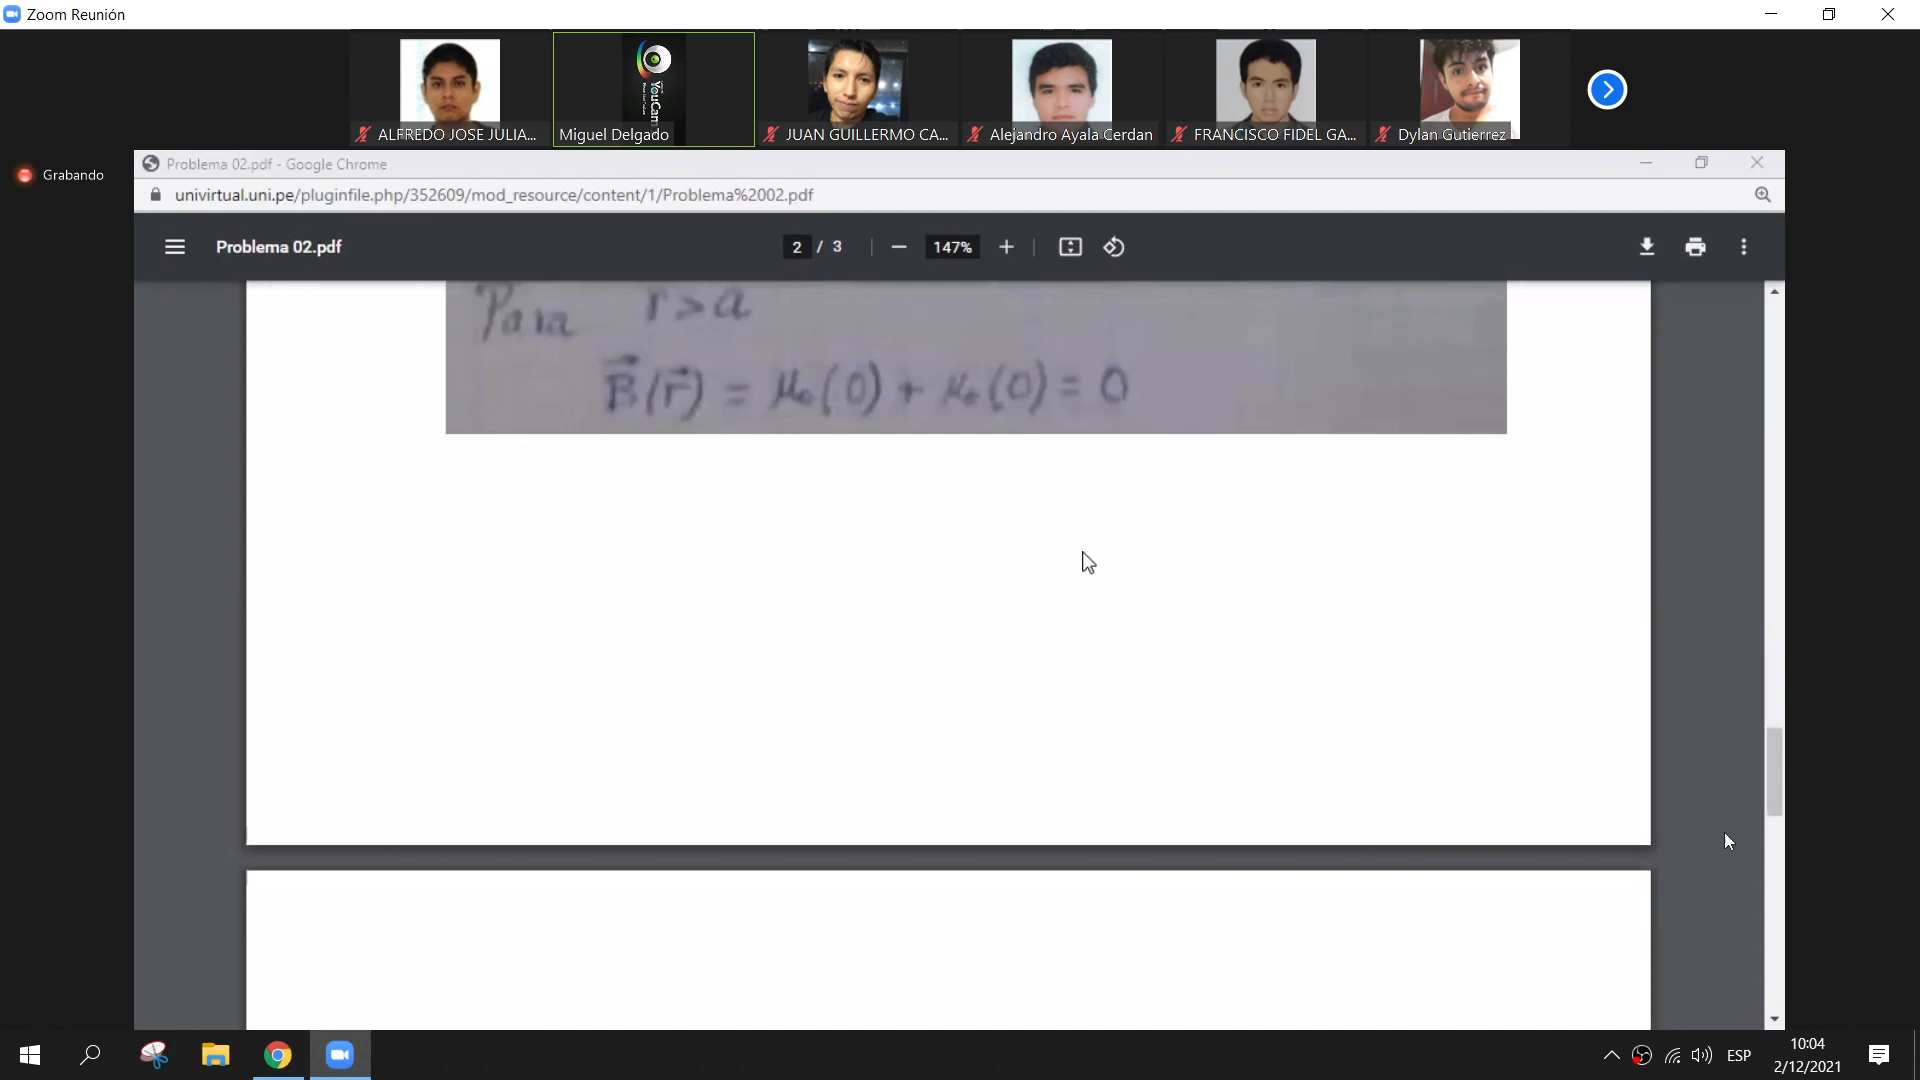 Zoom Reunión
YouCam
ALFREDO JOSE JULIA...
Miguel Delgado
JUAN GUILLERMO CA...
Alejandro Ayala Cerdan
FRANCISCO FIDEL GA...
Dylan Gutierrez
Grabando
Problema 02.pdf - Google Chrome
univirtual.uni.pe/pluginfile.php/352609/mod_resource/content/1/Problema%2002.pdf
Problema 02.pdf
2 / 3
147%
Para r > a
B⃗(r⃗) = μ₀(0) + μ₀(0) = 0
ESP
10:04
2/12/2021